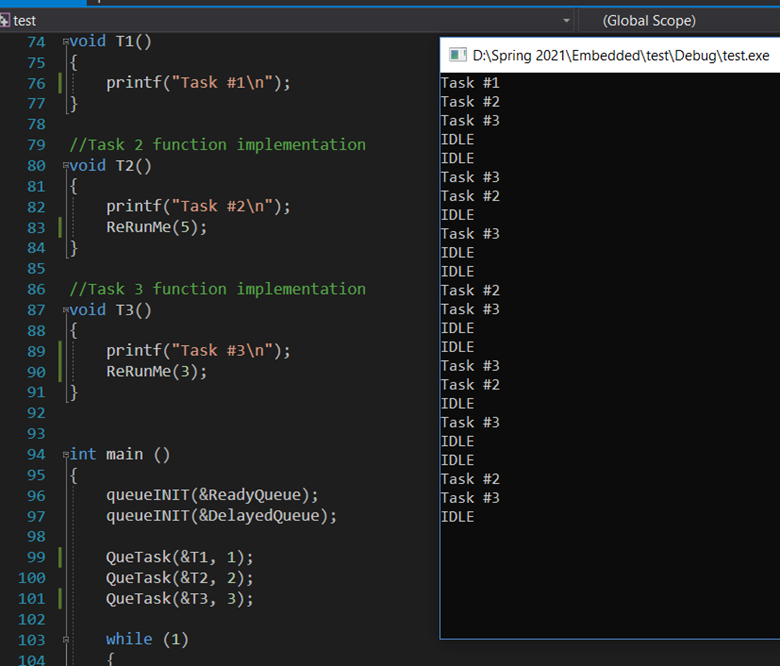 test
(Global Scope)
74 void T1()
75 {
76 printf("Task #1\n");
77 }
78
79 //Task 2 function implementation
80 void T2()
81 {
82 printf("Task #2\n");
83 ReRunMe(5);
84 }
85
86 //Task 3 function implementation
87 void T3()
88 {
89 printf("Task #3\n");
90 ReRunMe(3);
91 }
92
93
94 int main ()
95 {
96 queueINIT(&ReadyQueue);
97 queueINIT(&DelayedQueue);
98
99 QueTask(&T1, 1);
100 QueTask(&T2, 2);
101 QueTask(&T3, 3);
102
103 while (1)
104 {
D:\Spring 2021\Embedded\test\Debug\test.exe
Task #1
Task #2
Task #3
IDLE
IDLE
Task #3
Task #2
IDLE
Task #3
IDLE
IDLE
Task #2
Task #3
IDLE
IDLE
Task #3
Task #2
IDLE
Task #3
IDLE
IDLE
Task #2
Task #3
IDLE